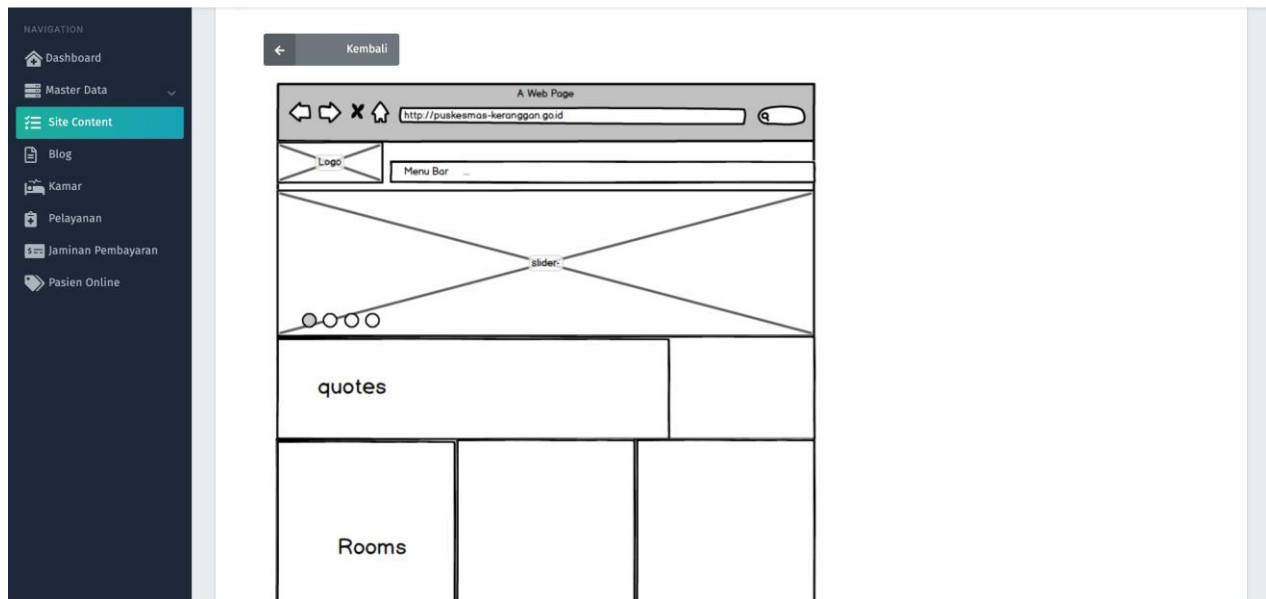 NAVIGATION
Dashboard
Master Data
Site Content
Blog
Kamar
Pelayanan
Jaminan Pembayaran
Pasien Online
Kembali
A Web Page
http://puskesmas-keranggan.go.id
Logo
Menu Bar ...
slider-
quotes
Rooms